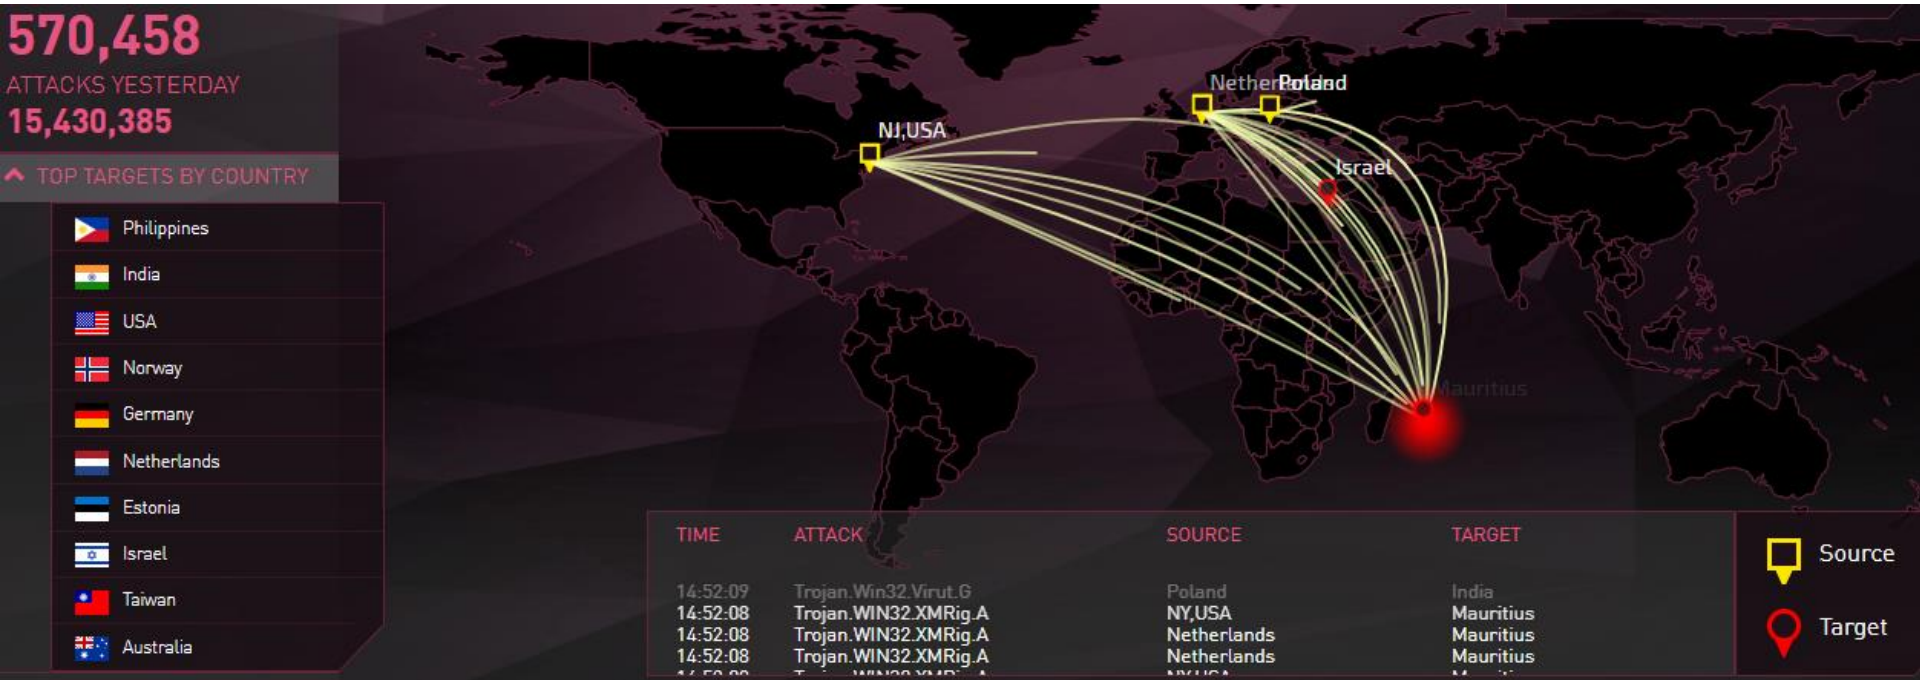 570,458
ATTACKS YESTERDAY
15,430,385
TOP TARGETS BY COUNTRY
Philippines
India
USA
Norway
Germany
Netherlands
Estonia
Israel
Taiwan
Australia
Netherlands
Poland
NJ,USA
Israel
Mauritius
TIME ATTACK SOURCE TARGET
14:52:09 Trojan.Win32.Virut.G Poland India
14:52:08 Trojan.WIN32.XMRig.A NY,USA Mauritius
14:52:08 Trojan.WIN32.XMRig.A Netherlands Mauritius
14:52:08 Trojan.WIN32.XMRig.A Netherlands Mauritius
Source
Target